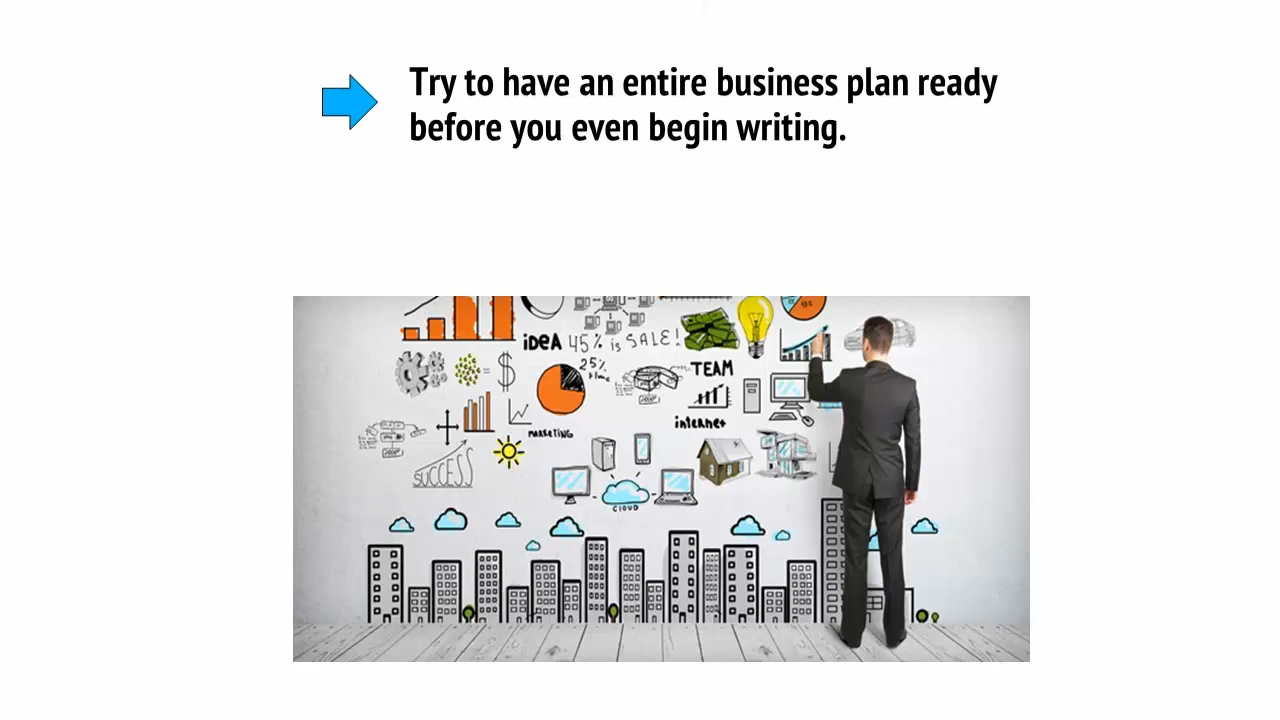 Try to have an entire business plan ready
before you even begin writing.
iDEA 45% is SALE!
25%
TEAM
internet
MARKETING
SUCCESS
CLOUD